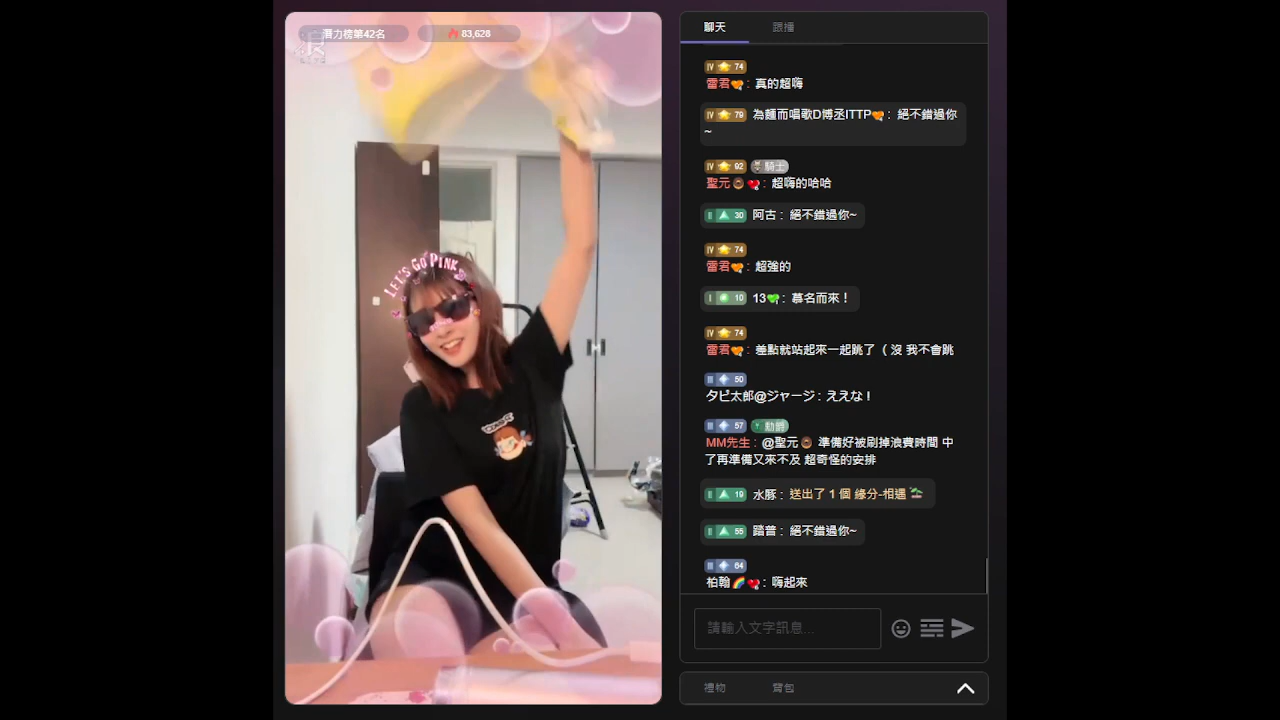 潛力榜第42名
83,628
浪
LET'S GO PINK
聊天
跟播
IV 74
雷君: 真的超嗨
IV 79 為麵而唱歌D博丞ITTP: 絕不錯過你
~
IV 92 騎士
聖元: 超嗨的哈哈
II 30 阿古: 絕不錯過你~
IV 74
雷君: 超強的
I 10 13: 慕名而來！
IV 74
雷君: 差點就站起來一起跳了（沒 我不會跳
III 50
タピ太郎@ジャージ: ええな！
III 57 勳爵
MM先生: @聖元 準備好被刷掉浪費時間 中
了再準備又來不及 超奇怪的安排
II 19 水豚: 送出了 1 個 緣分-相遇
II 55 踏普: 絕不錯過你~
III 64
柏翰: 嗨起來
請輸入文字訊息...
禮物
背包